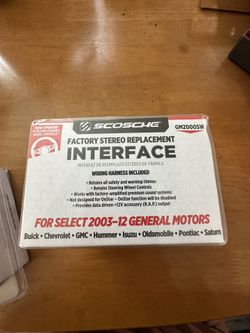 SCOSCHE
GM2000SW
FACTORY STEREO REPLACEMENT
INTERFACE
INTERFAZ DE REEMPLAZO ESTÉREO DE FÁBRICA
WIRING HARNESS INCLUDED
• Retains all safety and warning chimes
• Retains Steering Wheel Controls
• Works with factory-amplified premium sound systems
• Not designed for OnStar - OnStar function will be disabled
• Provides data driven +12V accessory (R.A.P.) output
FOR SELECT 2003-12 GENERAL MOTORS
Buick • Chevrolet • GMC • Hummer • Isuzu • Oldsmobile • Pontiac • Saturn